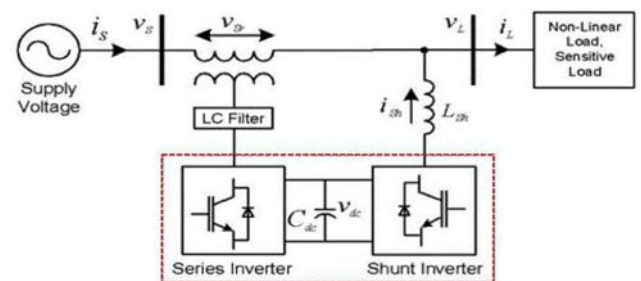 i_S
v_S
v_Sr
v_L
i_L
Non-Linear
Load,
Sensitive
Load
Supply
Voltage
LC Filter
i_Sh
L_Sh
C_dc
v_dc
Series Inverter
Shunt Inverter